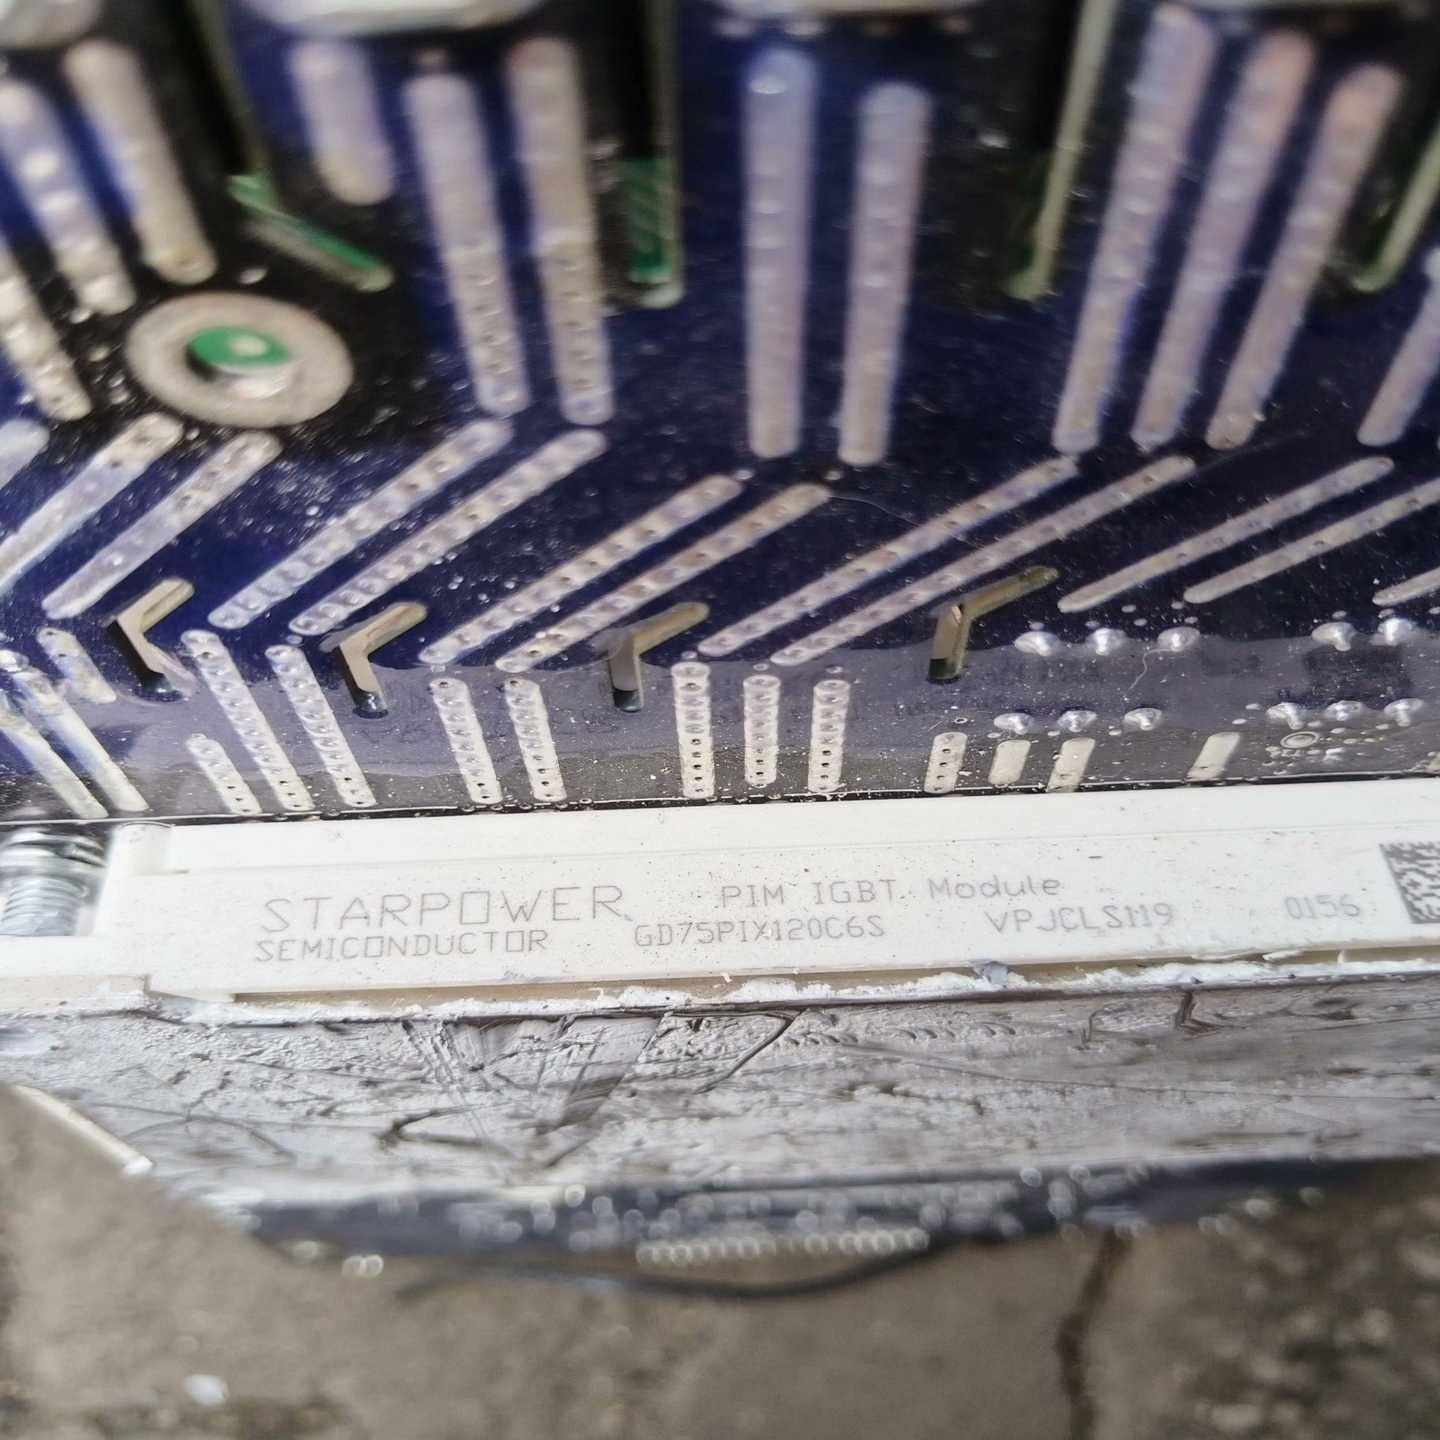 STARPOWER PIM IGBT Module
SEMICONDUCTOR GD75PIX120C6S VPJCLS119 0156